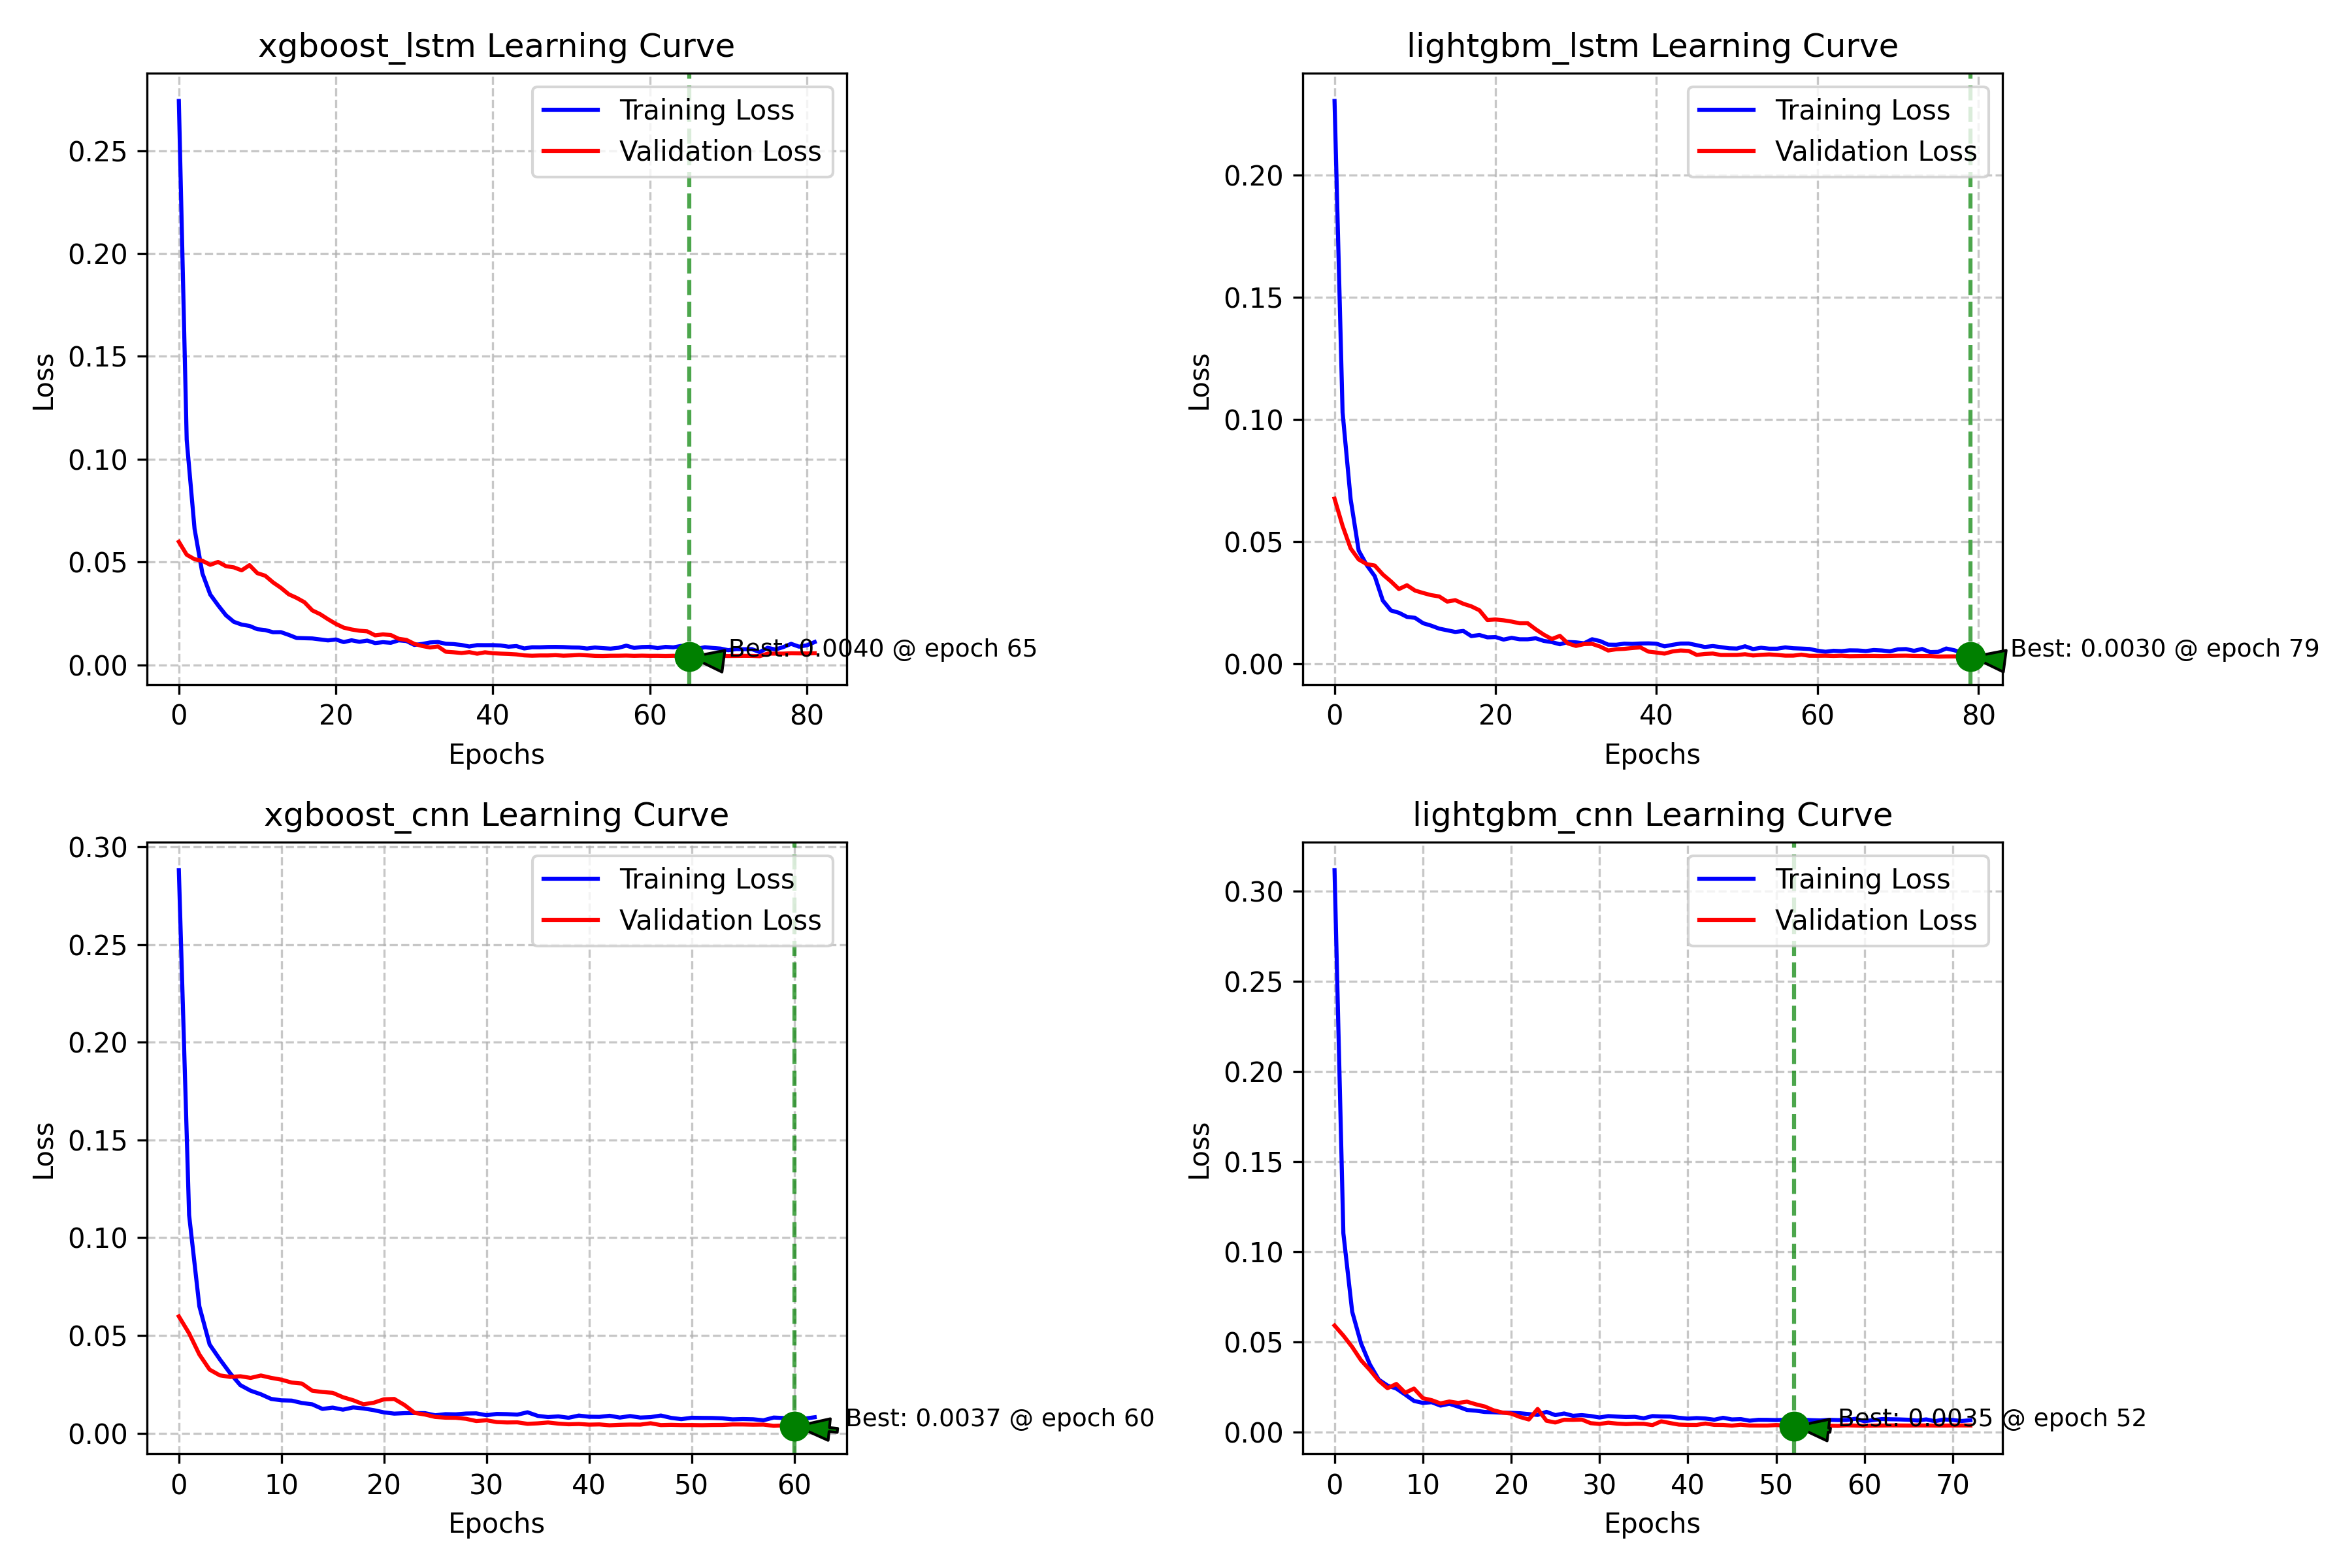 xgboost_lstm Learning Curve
Training Loss
Validation Loss
Loss
0.25
0.20
0.15
0.10
0.05
0.00
Best: 0.0040 @ epoch 65
0 20 40 60 80
Epochs
lightgbm_lstm Learning Curve
Training Loss
Validation Loss
Loss
0.20
0.15
0.10
0.05
0.00
Best: 0.0030 @ epoch 79
0 20 40 60 80
Epochs
xgboost_cnn Learning Curve
Training Loss
Validation Loss
Loss
0.30
0.25
0.20
0.15
0.10
0.05
0.00
Best: 0.0037 @ epoch 60
0 10 20 30 40 50 60
Epochs
lightgbm_cnn Learning Curve
Training Loss
Validation Loss
Loss
0.30
0.25
0.20
0.15
0.10
0.05
0.00
Best: 0.0035 @ epoch 52
0 10 20 30 40 50 60 70
Epochs